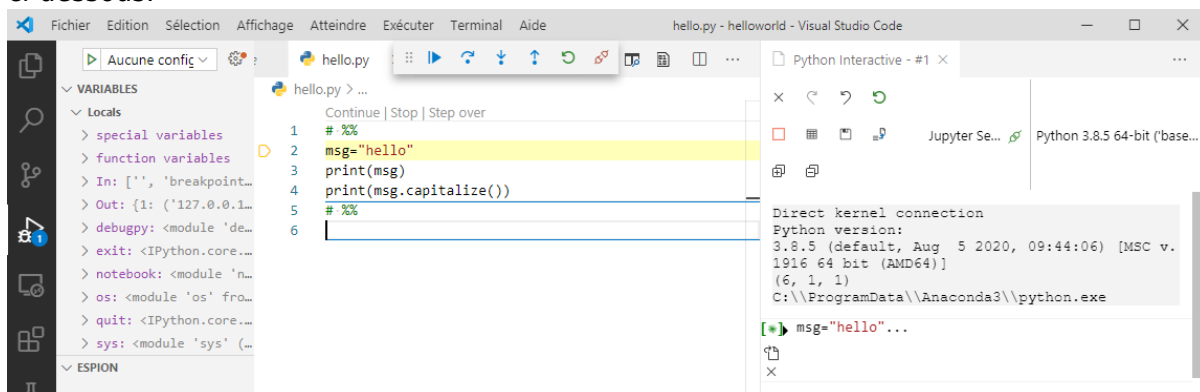 ci-dessous.
Fichier Edition Sélection Affichage Atteindre Exécuter Terminal Aide hello.py - helloworld - Visual Studio Code
Aucune config
hello.py
Python Interactive - #1
VARIABLES
Locals
> special variables
> function variables
> In: ['', 'breakpoint...
> Out: {1: ('127.0.0.1...
> debugpy: <module 'de...
> exit: <IPython.core....
> notebook: <module 'n...
> os: <module 'os' fro...
> quit: <IPython.core....
> sys: <module 'sys' (...
ESPION
1
hello.py > ...
Continue | Stop | Step over
1 # %%
2 msg="hello"
3 print(msg)
4 print(msg.capitalize())
5 # %%
6
Jupyter Se... Python 3.8.5 64-bit ('base...
Direct kernel connection
Python version:
3.8.5 (default, Aug  5 2020, 09:44:06) [MSC v.
1916 64 bit (AMD64)]
(6, 1, 1)
C:\\ProgramData\\Anaconda3\\python.exe
[*] msg="hello"...